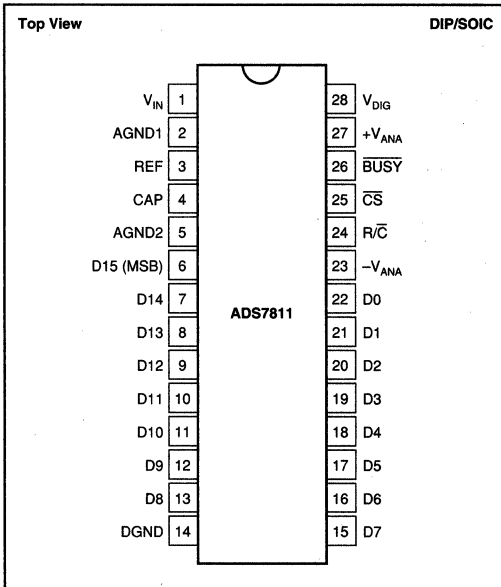 Top View DIP/SOIC
V_IN 1 28 V_DIG
AGND1 2 27 +V_ANA
REF 3 26 B̅U̅S̅Y̅
CAP 4 25 C̅S̅
AGND2 5 24 R/C̅
D15 (MSB) 6 23 –V_ANA
D14 7 22 D0
ADS7811
D13 8 21 D1
D12 9 20 D2
D11 10 19 D3
D10 11 18 D4
D9 12 17 D5
D8 13 16 D6
DGND 14 15 D7